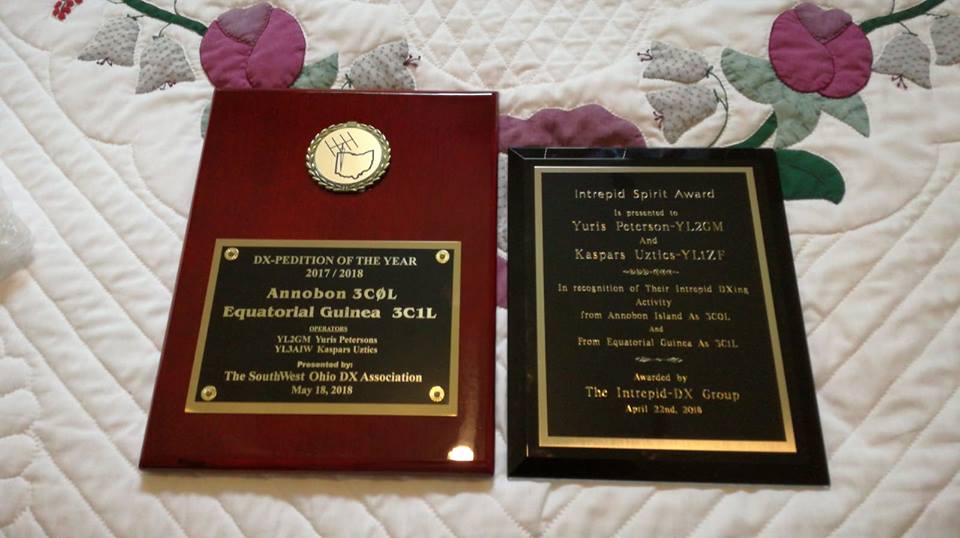 DX-PEDITION OF THE YEAR
2017 / 2018
Annobon 3CØL
Equatorial Guinea 3C1L
OPERATORS
YL2GM Yuris Petersons
YL3AIW Kaspars Uztics
Presented by:
The SouthWest Ohio DX Association
May 18, 2018
Intrepid Spirit Award
Is presented to
Yuris Peterson-YL2GM
And
Kaspars Uztics-YL1ZF
In recognition of Their Intrepid DXing
Activity
from Annobon Island As 3C0L
And
From Equatorial Guinea As 3C1L
Awarded by
The Intrepid-DX Group
April 22nd, 2018